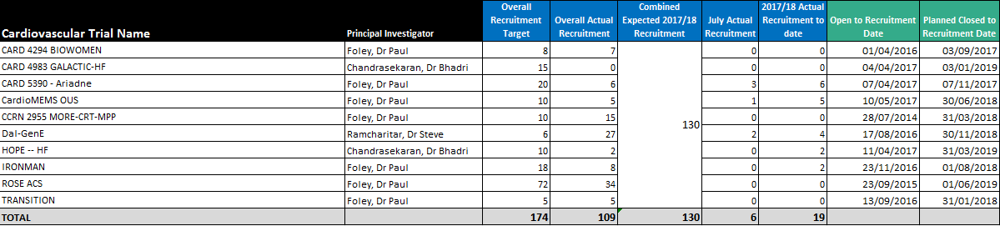 Cardiovascular Trial Name Principal Investigator Overall Recruitment Target Overall Actual Recruitment Combined Expected 2017/18 Recruitment July Actual Recruitment 2017/18 Actual Recruitment to date Open to Recruitment Date Planned Closed to Recruitment Date
CARD 4294 BIOWOMEN Foley, Dr Paul 8 7 0 0 01/04/2016 03/09/2017
CARD 4983 GALACTIC-HF Chandrasekaran, Dr Bhadri 15 0 0 0 04/04/2017 03/01/2019
CARD 5390 - Ariadne Foley, Dr Paul 20 6 3 6 07/04/2017 07/11/2017
CardioMEMS OUS Foley, Dr Paul 10 5 1 5 10/05/2017 30/06/2018
CCRN 2955 MORE-CRT-MPP Foley, Dr Paul 10 15 130 0 0 28/07/2014 31/03/2018
Dal-GenE Ramcharitar, Dr Steve 6 27 2 4 17/08/2016 30/11/2018
HOPE -- HF Chandrasekaran, Dr Bhadri 10 2 0 2 11/04/2017 31/03/2019
IRONMAN Foley, Dr Paul 18 8 0 2 23/11/2016 01/08/2018
ROSE ACS Foley, Dr Paul 72 34 0 0 23/09/2015 01/06/2019
TRANSITION Foley, Dr Paul 5 5 0 0 13/09/2016 31/01/2018
TOTAL 174 109 130 6 19